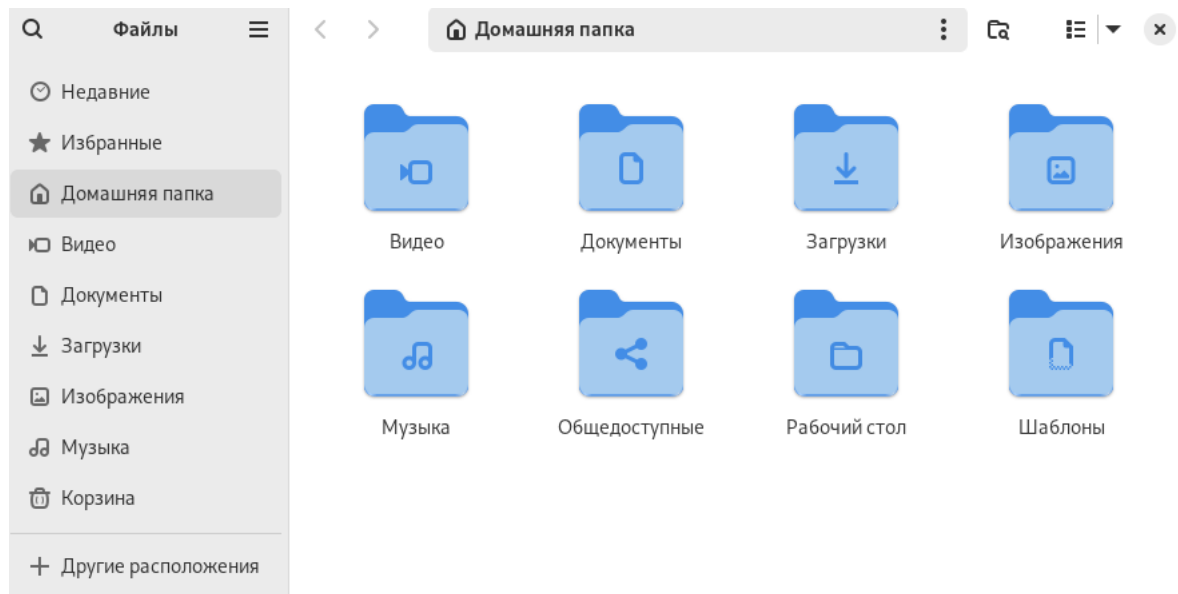 Файлы
Домашняя папка
Недавние
Избранные
Домашняя папка
Видео
Документы
Загрузки
Изображения
Музыка
Корзина
Другие расположения
Видео
Документы
Загрузки
Изображения
Музыка
Общедоступные
Рабочий стол
Шаблоны